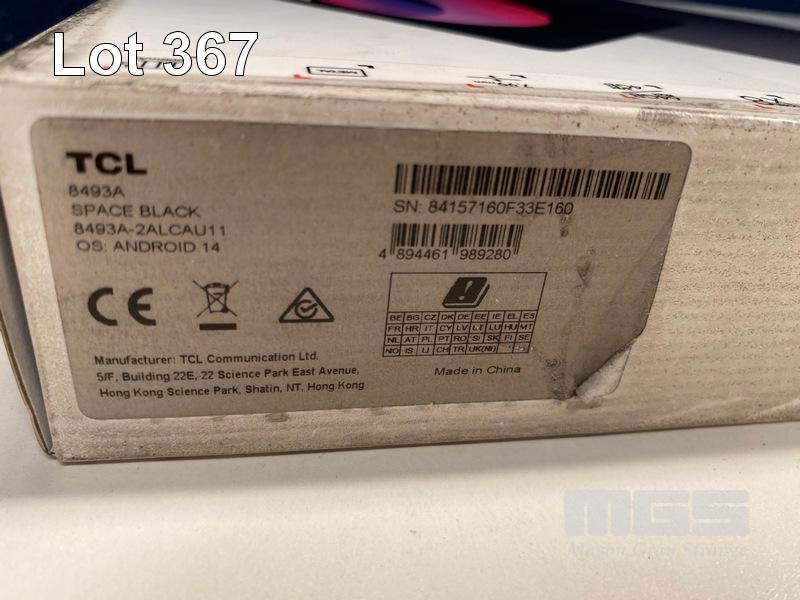 Lot 367
TCL
8493A
SPACE BLACK
8493A-2ALCAU11
OS: ANDROID 14
SN: 84157160F33E160
4 894461 989280
BE BG CZ DK DE EE IE EL ES
FR HR IT CY LV LT LU HU MT
NL AT PL PT RO SI SK FI SE
NO IS LI CH TR UK(NI)
Manufacturer: TCL Communication Ltd.
5/F, Building 22E, 22 Science Park East Avenue,
Hong Kong Science Park, Shatin, NT, Hong Kong
Made in China
MGS
Mason Gray Strange